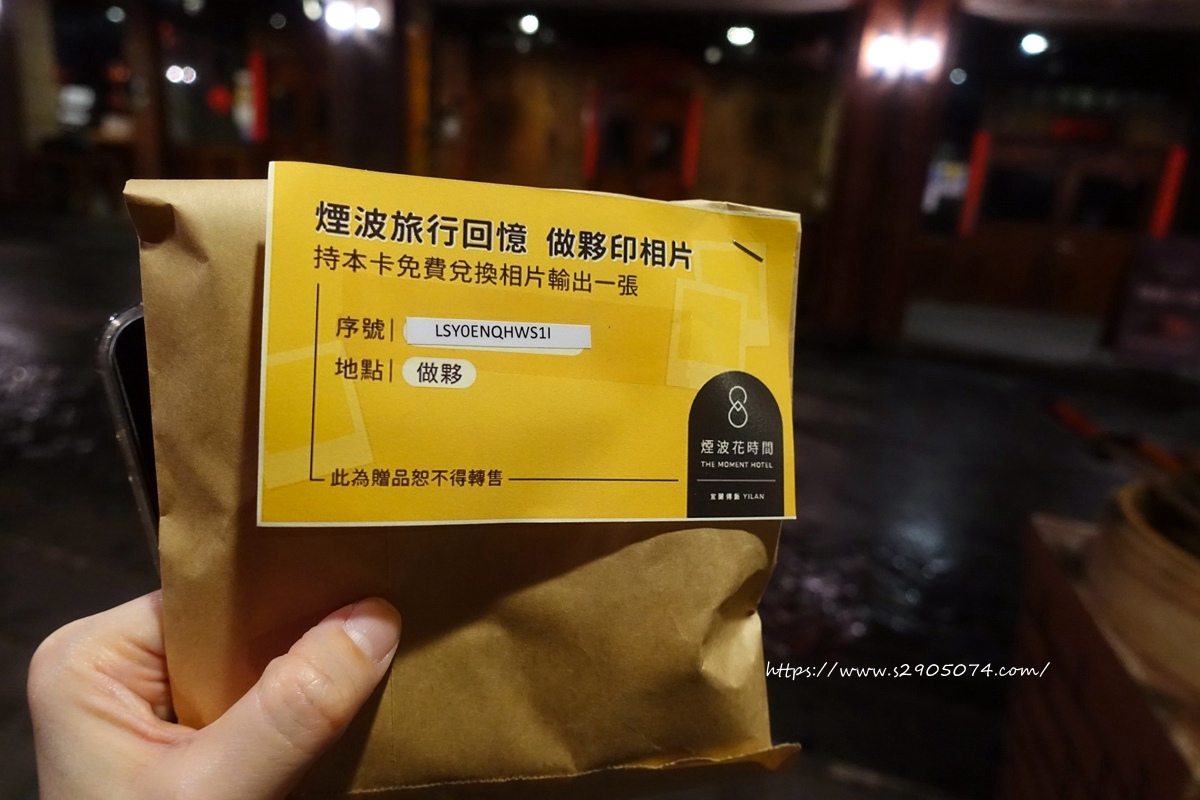 煙波旅行回憶 做夥印相片
持本卡免費兌換相片輸出一張
序號| LSY0ENQHWS1I
地點| 做夥
煙波花時間
THE MOMENT HOTEL
宜蘭傳藝 YILAN
此為贈品恕不得轉售
https://www.s2905074.com/